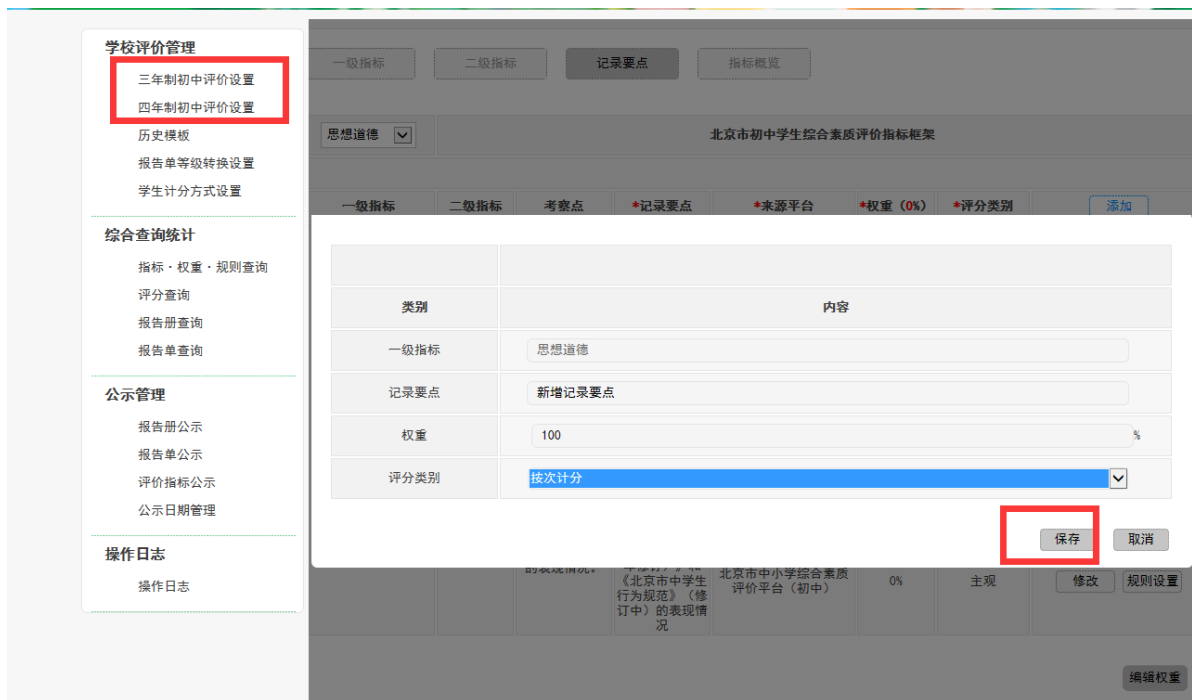 学校评价管理
三年制初中评价设置
四年制初中评价设置
历史模板
报告单等级转换设置
学生计分方式设置
综合查询统计
指标·权重·规则查询
评分查询
报告册查询
报告单查询
公示管理
报告册公示
报告单公示
评价指标公示
公示日期管理
操作日志
操作日志
一级指标 二级指标 记录要点 指标概览
思想道德 北京市初中学生综合素质评价指标框架
一级指标 二级指标 考察点 *记录要点 *来源平台 *权重（0%） *评分类别 添加
类别 内容
一级指标 思想道德
记录要点 新增记录要点
权重 100 %
评分类别 按次计分
保存 取消
的表现情况。
《北京市中学生
行为规范》（修
订中）的表现情
况
北京市中小学综合素质
评价平台（初中）
0% 主观 修改 规则设置
编辑权重